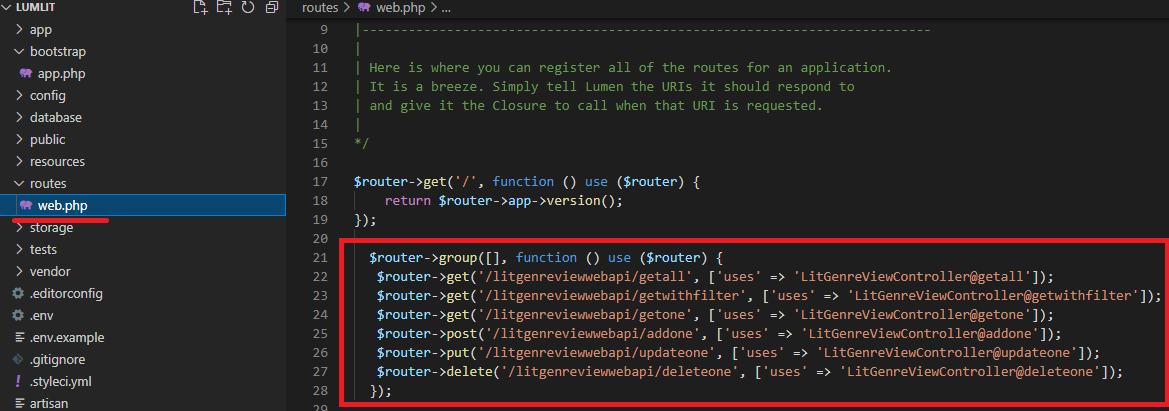 LUMLIT
app
bootstrap
app.php
config
database
public
resources
routes
web.php
storage
tests
vendor
.editorconfig
.env
.env.example
.gitignore
.styleci.yml
artisan
routes > web.php > ...
9 |--------------------------------------------------------------------------
10 |
11 | Here is where you can register all of the routes for an application.
12 | It is a breeze. Simply tell Lumen the URIs it should respond to
13 | and give it the Closure to call when that URI is requested.
14 |
15 */
16
17 $router->get('/', function () use ($router) {
18     return $router->app->version();
19 });
20
21   $router->group([], function () use ($router) {
22    $router->get('/litgenreviewwebapi/getall', ['uses' => 'LitGenreViewController@getall']);
23    $router->get('/litgenreviewwebapi/getwithfilter', ['uses' => 'LitGenreViewController@getwithfilter']);
24    $router->get('/litgenreviewwebapi/getone', ['uses' => 'LitGenreViewController@getone']);
25    $router->post('/litgenreviewwebapi/addone', ['uses' => 'LitGenreViewController@addone']);
26    $router->put('/litgenreviewwebapi/updateone', ['uses' => 'LitGenreViewController@updateone']);
27    $router->delete('/litgenreviewwebapi/deleteone', ['uses' => 'LitGenreViewController@deleteone']);
28   });
29